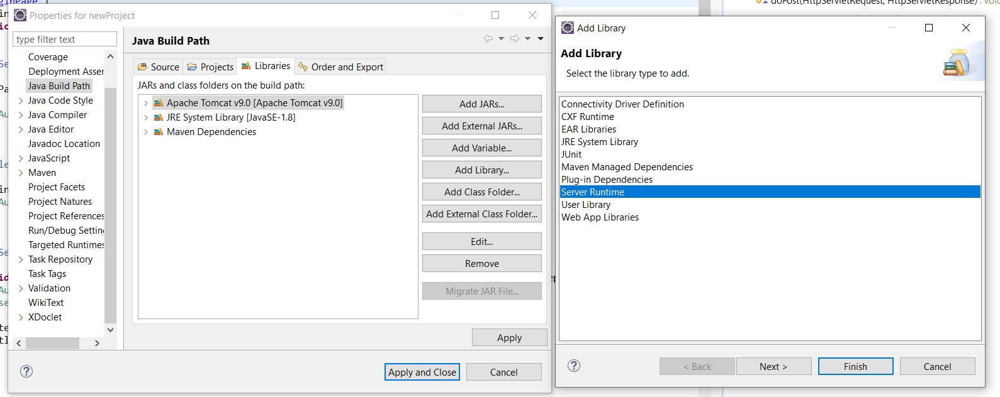 ginPage )
doPost(HttpServletRequest, HttpServletResponse) : void
Properties for newProject
type filter text
Coverage
Deployment Asser
Java Build Path
Java Code Style
Java Compiler
Java Editor
Javadoc Location
JavaScript
Maven
Project Facets
Project Natures
Project References
Run/Debug Settin
Targeted Runtimes
Task Repository
Task Tags
Validation
WikiText
XDoclet
Java Build Path
Source
Projects
Libraries
Order and Export
JARs and class folders on the build path:
Apache Tomcat v9.0 [Apache Tomcat v9.0]
JRE System Library [JavaSE-1.8]
Maven Dependencies
Add JARs...
Add External JARs...
Add Variable...
Add Library...
Add Class Folder...
Add External Class Folder...
Edit...
Remove
Migrate JAR File...
Apply
Apply and Close
Cancel
Add Library
Add Library
Select the library type to add.
Connectivity Driver Definition
CXF Runtime
EAR Libraries
JRE System Library
JUnit
Maven Managed Dependencies
Plug-in Dependencies
Server Runtime
User Library
Web App Libraries
< Back
Next >
Finish
Cancel